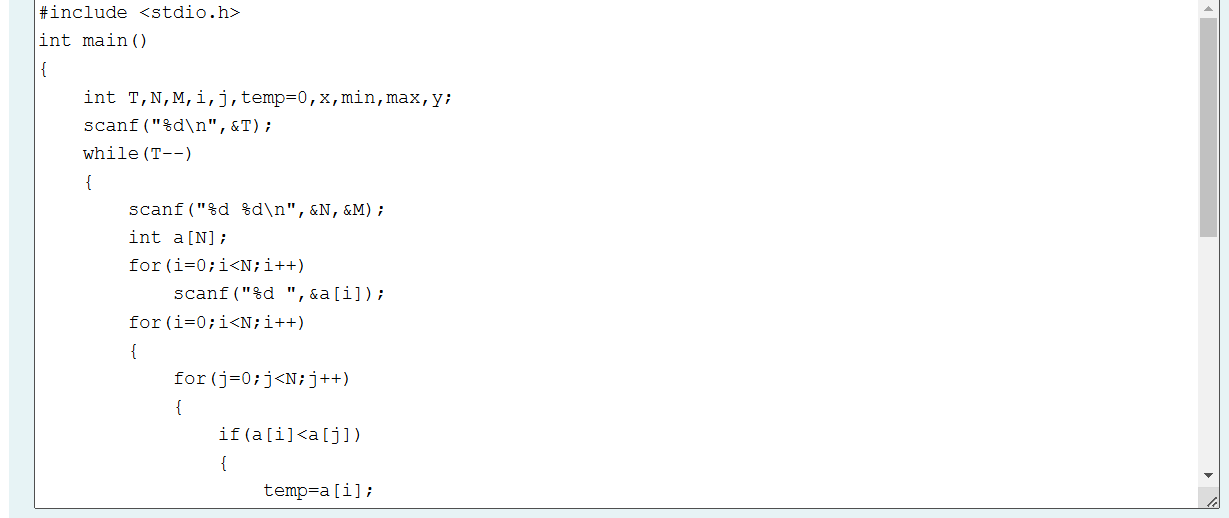 #include <stdio.h>
int main()
{
    int T,N,M,i,j,temp=0,x,min,max,y;
    scanf("%d\n",&T);
    while(T--)
    {
        scanf("%d %d\n",&N,&M);
        int a[N];
        for(i=0;i<N;i++)
            scanf("%d ",&a[i]);
        for(i=0;i<N;i++)
        {
            for(j=0;j<N;j++)
            {
                if(a[i]<a[j])
                {
                    temp=a[i];